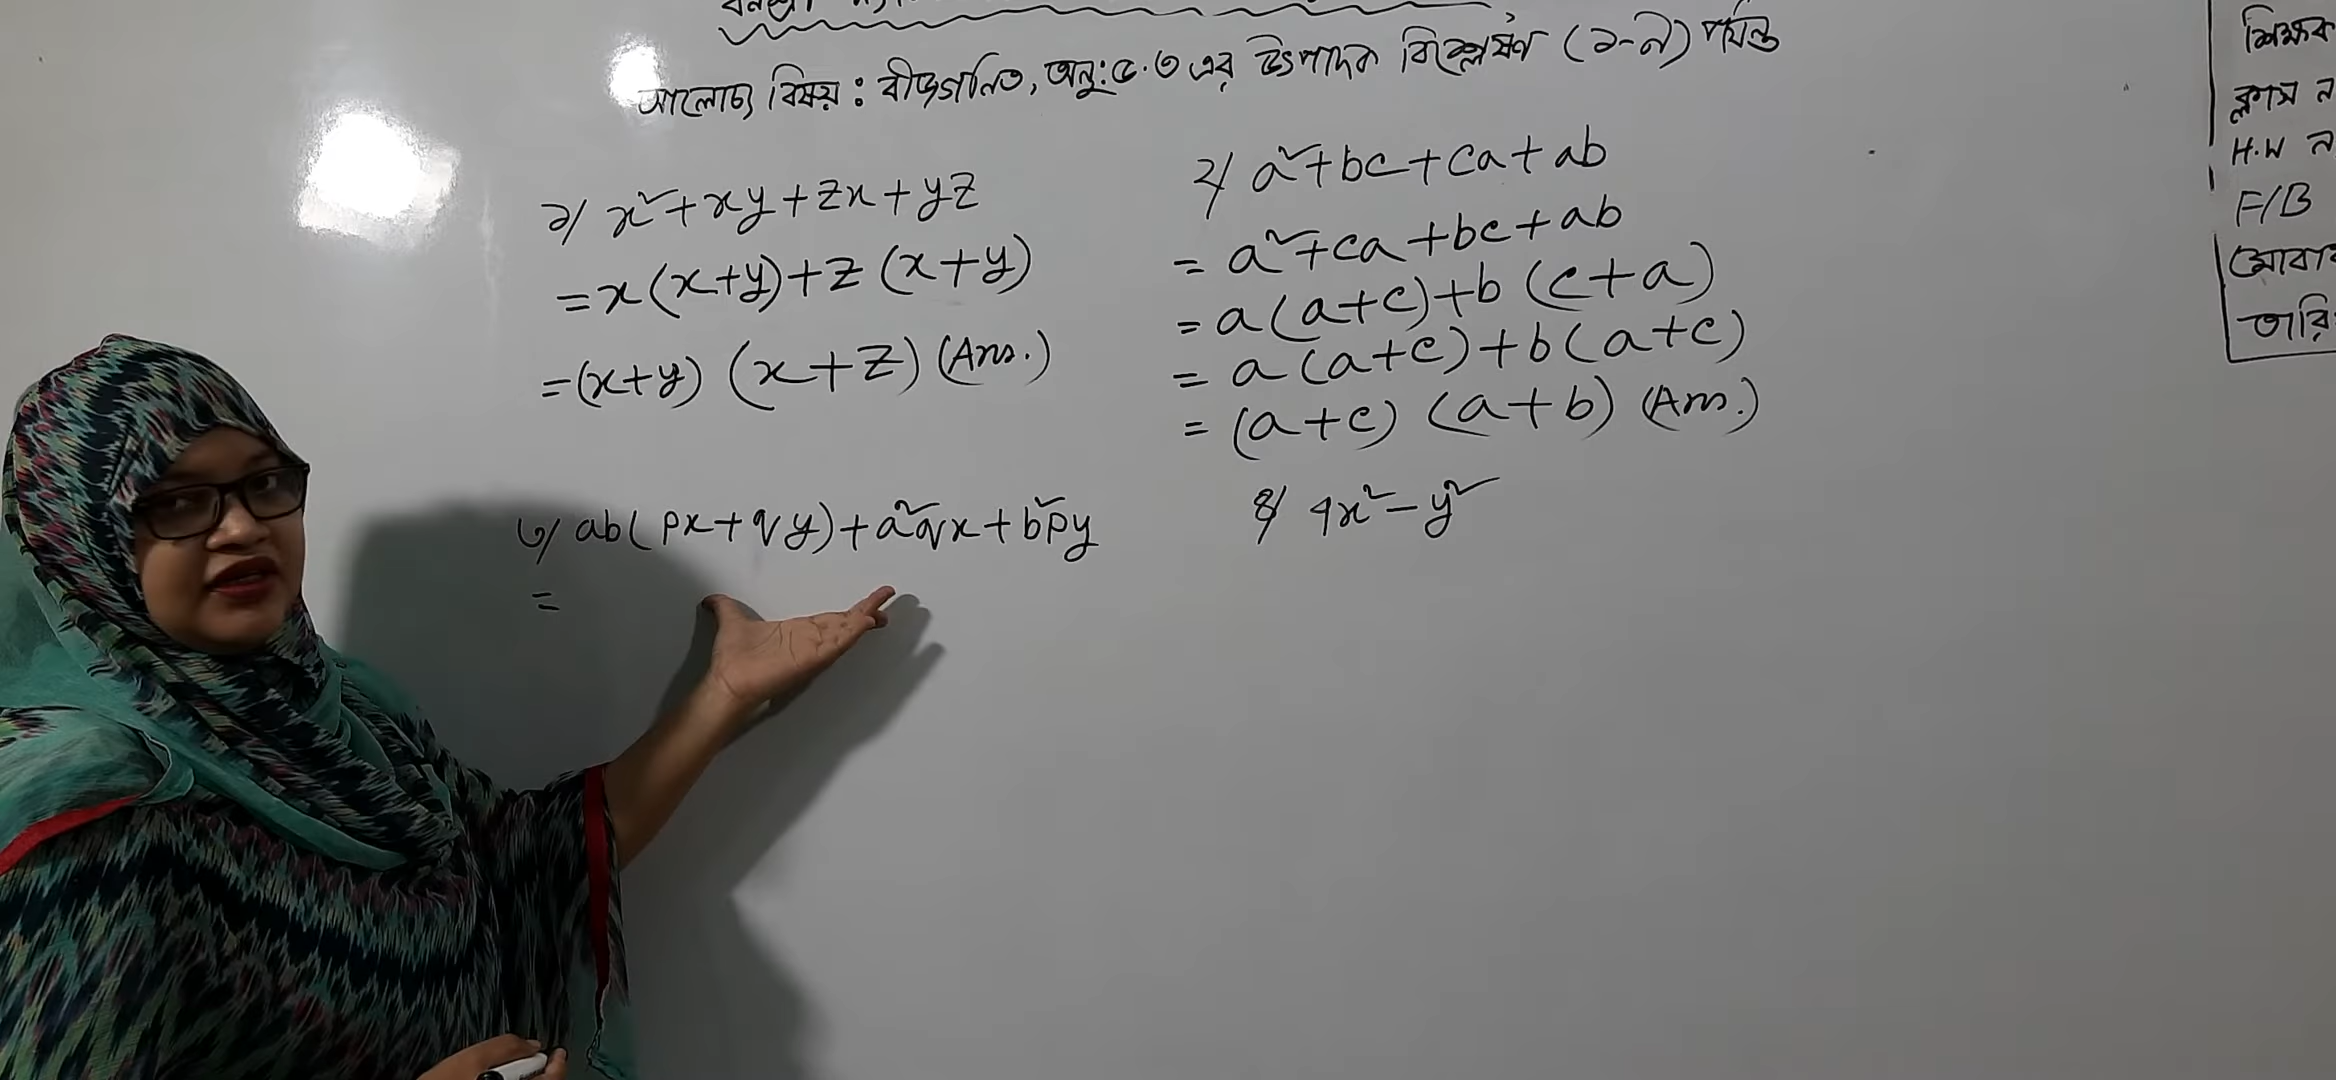 আলোচ্য বিষয়: বীজগনিত, অনু: ৫.৩ এর উৎপাদক বিশ্লেষণ (১-৯) পর্যন্ত
১/ x²+xy+zx+yz
=x(x+y)+z(x+y)
=(x+y) (x+z) (Ans.)
২/ a²+bc+ca+ab
= a²+ca+bc+ab
= a(a+c)+b(c+a)
= a(a+c)+b(a+c)
= (a+c) (a+b) (Ans.)
৩/ ab(px+qy)+a²qx+b²py
=
৪/ 4x²-y²
শিক্ষক
ক্লাস ন
H.W ন
F/B
তারি